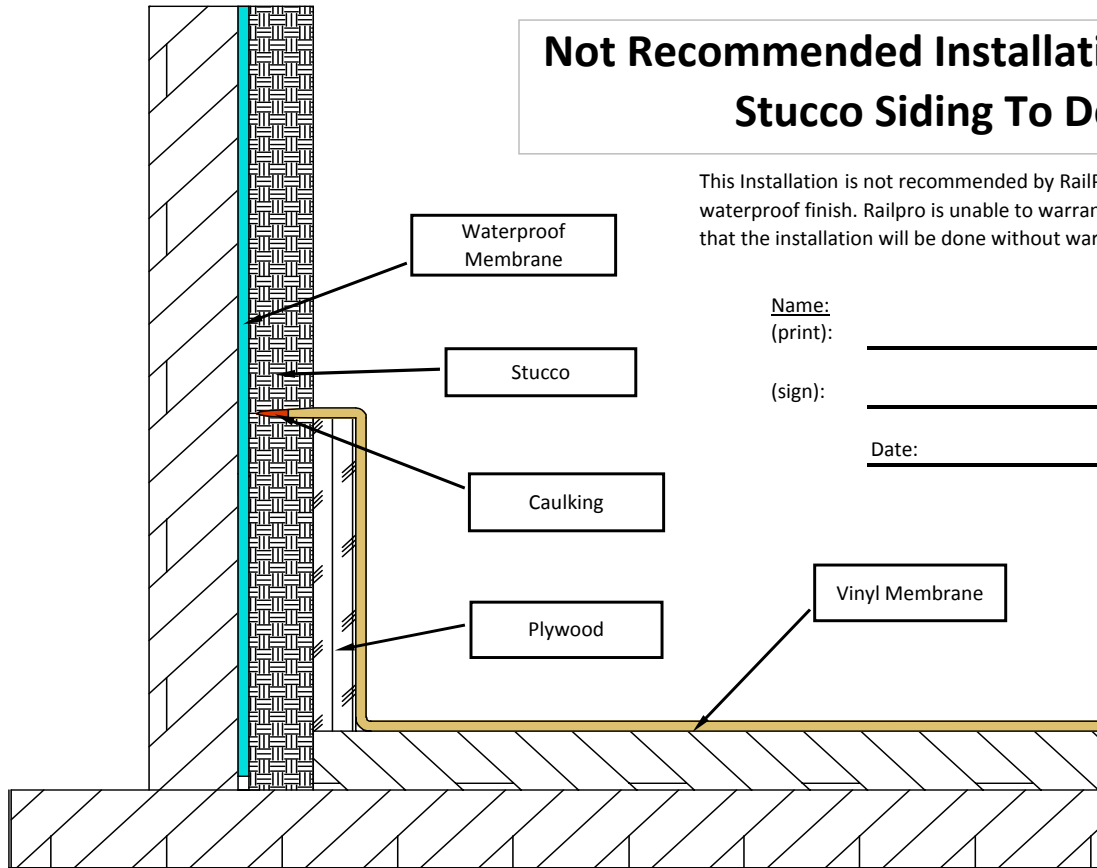 Not Recommended Installati
Stucco Siding To D
This Installation is not recommended by RailP
waterproof finish. Railpro is unable to warran
that the installation will be done without war
Name:
(print):
(sign):
Date:
Waterproof
Membrane
Stucco
Caulking
Plywood
Vinyl Membrane